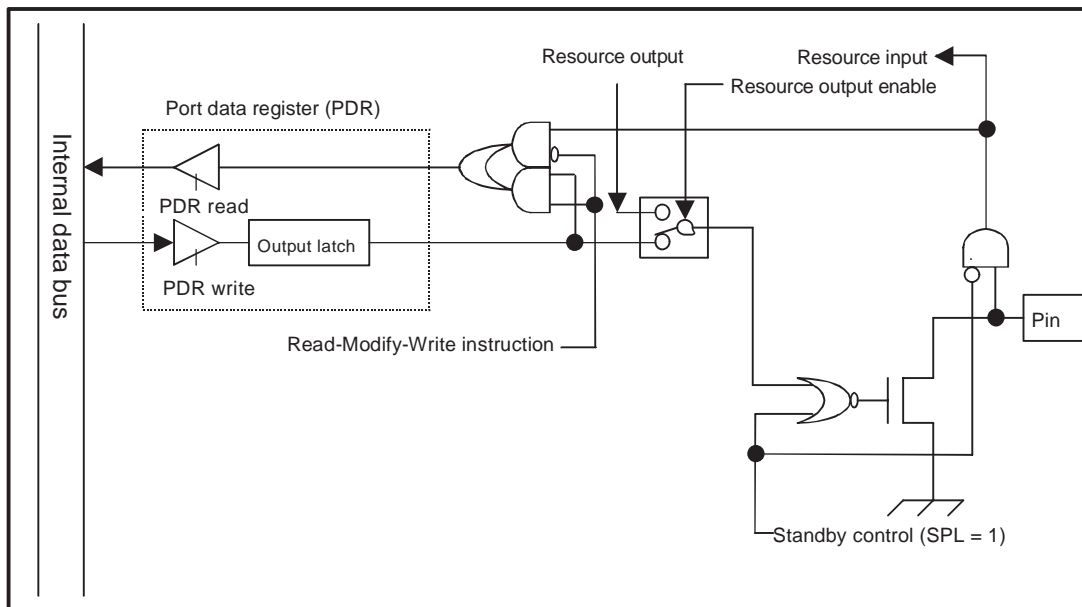 Resource output
Resource input
Resource output enable
Port data register (PDR)
Internal data bus
PDR read
Output latch
PDR write
Pin
Read-Modify-Write instruction
Standby control (SPL = 1)